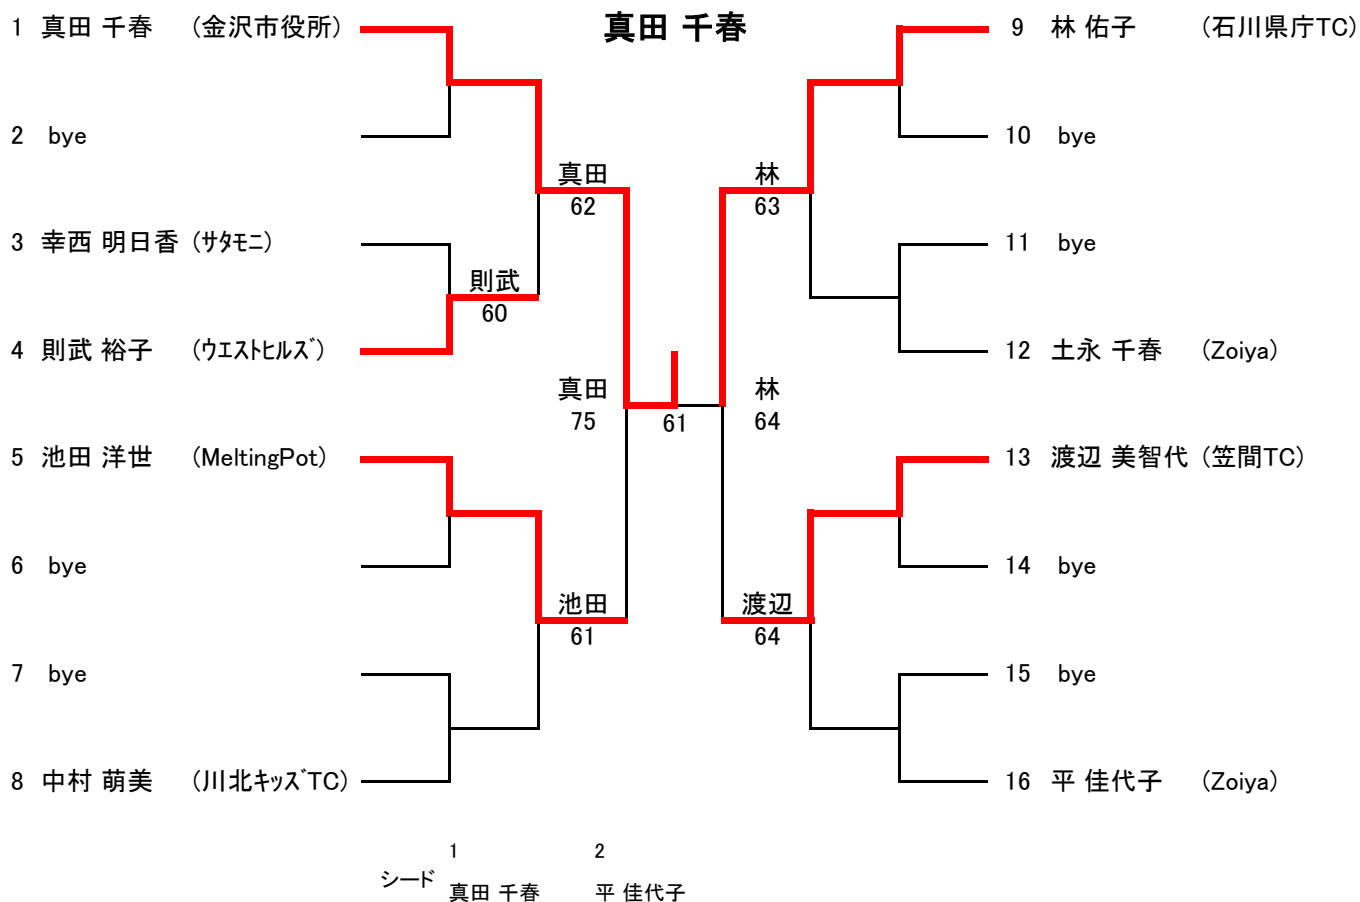 真田 千春
1 真田 千春 (金沢市役所)
2 bye
3 幸西 明日香 (ｻﾀﾓﾆ)
4 則武 裕子 (ｳｴｽﾄﾋﾙｽﾞ)
5 池田 洋世 (MeltingPot)
6 bye
7 bye
8 中村 萌美 (川北ｷｯｽﾞTC)
則武
60
真田
62
池田
61
真田
75
61
林
64
林
63
渡辺
64
9 林 佑子 (石川県庁TC)
10 bye
11 bye
12 土永 千春 (Zoiya)
13 渡辺 美智代 (笠間TC)
14 bye
15 bye
16 平 佳代子 (Zoiya)
1 2
シード
真田 千春 平 佳代子